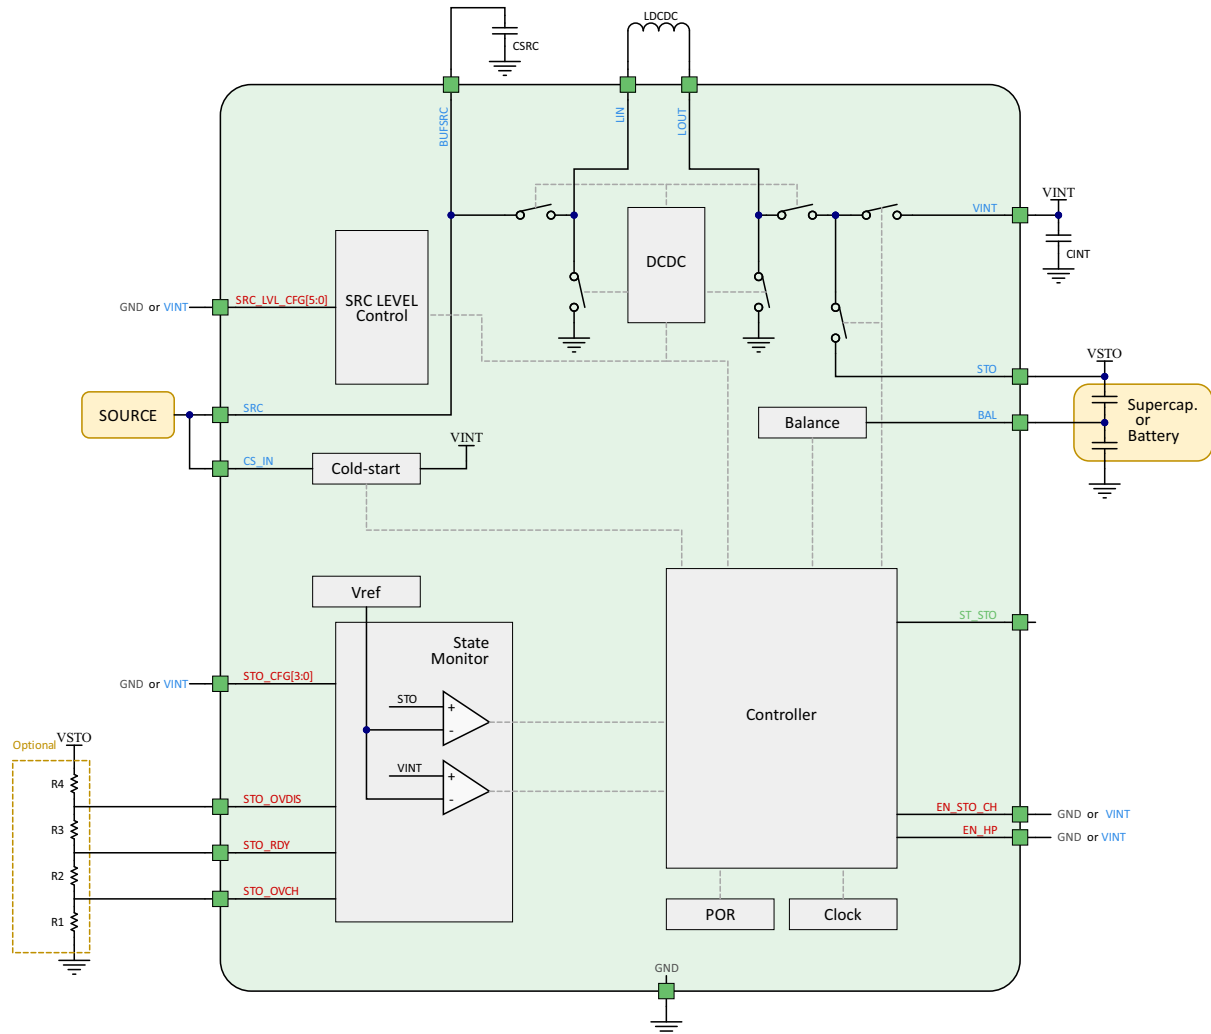 LDCDC
CSRC
BUFSRC
LIN
LOUT
VINT
VINT
CINT
DCDC
SRC LEVEL
Control
GND or VINT
SRC_LVL_CFG[5:0]
VSTO
STO
SOURCE
SRC
Balance
BAL
Supercap.
or
Battery
VINT
CS_IN
Cold-start
Vref
State
Monitor
ST_STO
GND or VINT
STO_CFG[3:0]
STO
+
-
Controller
VSTO
Optional
VINT
+
-
R4
STO_OVDIS
EN_STO_CH
GND or VINT
R3
EN_HP
GND or VINT
STO_RDY
R2
STO_OVCH
R1
POR
Clock
GND